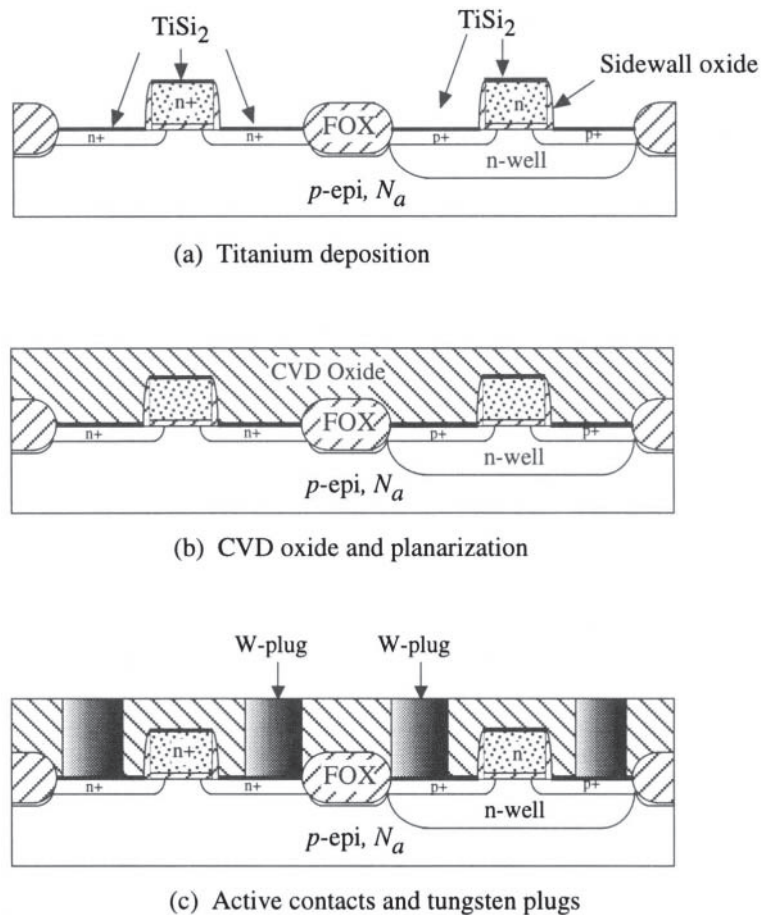 TiSi2 TiSi2
Sidewall oxide
n+ n
n+ n+ FOX p+ p+
n-well
p-epi, Na
(a) Titanium deposition
CVD Oxide
n+ n+ FOX p+ p+
n-well
p-epi, Na
(b) CVD oxide and planarization
W-plug W-plug
n+ n
n+ n+ FOX p+ p+
n-well
p-epi, Na
(c) Active contacts and tungsten plugs